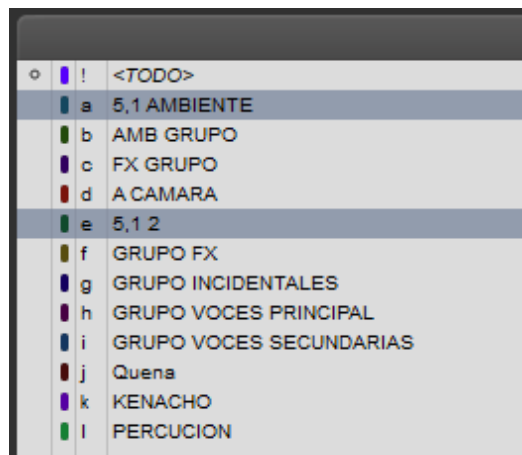 ! <TODO>
a 5,1 AMBIENTE
b AMB GRUPO
c FX GRUPO
d A CAMARA
e 5,1 2
f GRUPO FX
g GRUPO INCIDENTALES
h GRUPO VOCES PRINCIPAL
i GRUPO VOCES SECUNDARIAS
j Quena
k KENACHO
l PERCUCION